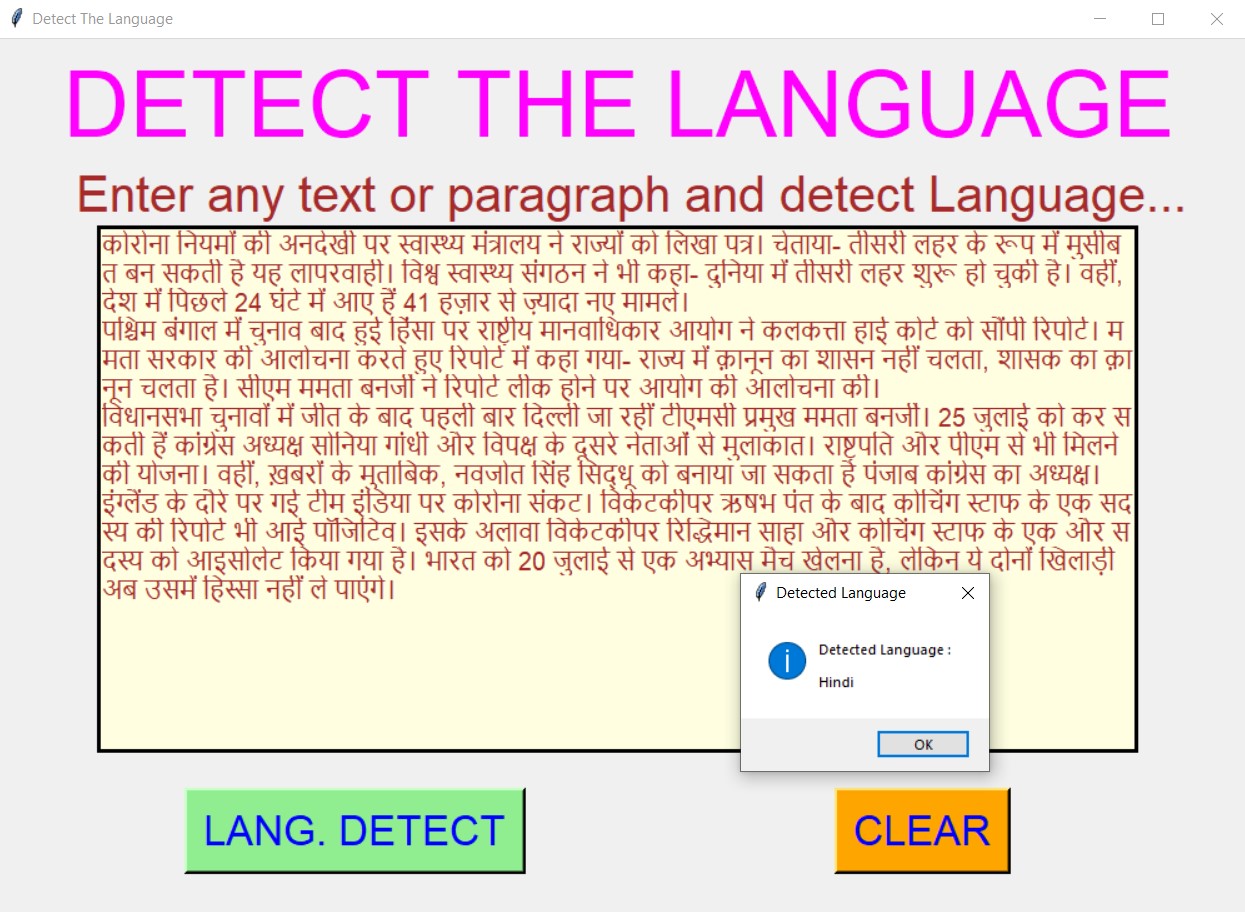 Detect The Language
DETECT THE LANGUAGE
Enter any text or paragraph and detect Language...
कोरोना नियमों की अनदेखी पर स्वास्थ्य मंत्रालय ने राज्यों को लिखा पत्र। चेताया- तीसरी लहर के रूप में मुसीब
त बन सकती है यह लापरवाही। विश्व स्वास्थ्य संगठन ने भी कहा- दुनिया में तीसरी लहर शुरू हो चुकी है। वहीं,
देश में पिछले 24 घंटे में आए हैं 41 हज़ार से ज़्यादा नए मामले।
पश्चिम बंगाल में चुनाव बाद हुई हिंसा पर राष्ट्रीय मानवाधिकार आयोग ने कलकत्ता हाई कोर्ट को सौंपी रिपोर्ट। म
मता सरकार की आलोचना करते हुए रिपोर्ट में कहा गया- राज्य में क़ानून का शासन नहीं चलता, शासक का क़ा
नून चलता है। सीएम ममता बनर्जी ने रिपोर्ट लीक होने पर आयोग की आलोचना की।
विधानसभा चुनावों में जीत के बाद पहली बार दिल्ली जा रहीं टीएमसी प्रमुख ममता बनर्जी। 25 जुलाई को कर स
कती हैं कांग्रेस अध्यक्ष सोनिया गांधी और विपक्ष के दूसरे नेताओं से मुलाकात। राष्ट्रपति और पीएम से भी मिलने
की योजना। वहीं, ख़बरों के मुताबिक, नवजोत सिंह सिद्धू को बनाया जा सकता है पंजाब कांग्रेस का अध्यक्ष।
इंग्लैंड के दौरे पर गई टीम इंडिया पर कोरोना संकट। विकेटकीपर ऋषभ पंत के बाद कोचिंग स्टाफ के एक सद
स्य की रिपोर्ट भी आई पॉजिटिव। इसके अलावा विकेटकीपर रिद्धिमान साहा और कोचिंग स्टाफ के एक और स
दस्य को आइसोलेट किया गया है। भारत को 20 जुलाई से एक अभ्यास मैच खेलना है, लेकिन ये दोनों खिलाड़ी
अब उसमें हिस्सा नहीं ले पाएंगे।
Detected Language
Detected Language :
Hindi
OK
LANG. DETECT
CLEAR